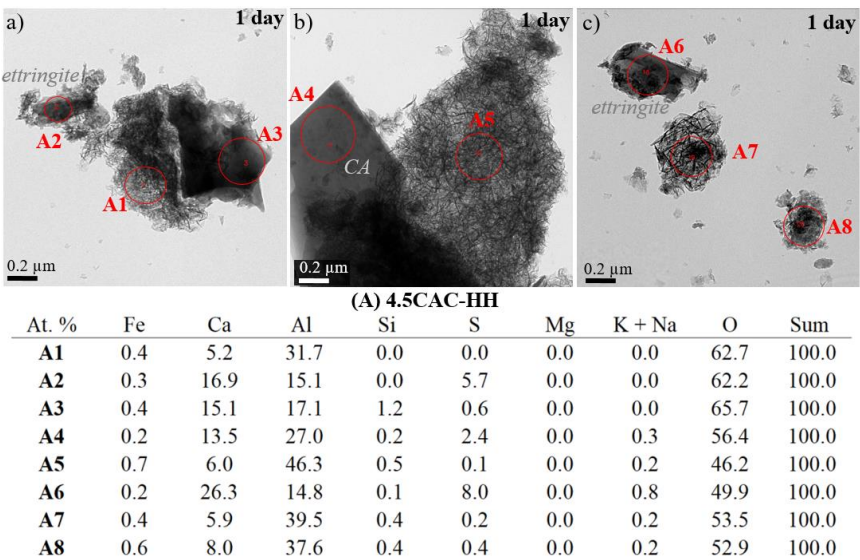 a) 1 day
ettringite
A2
A1
A3
0.2 µm
b) 1 day
A4
A5
CA
0.2 µm
c) 1 day
A6
ettringite
A7
A8
0.2 µm
(A) 4.5CAC-HH
At. % Fe Ca Al Si S Mg K + Na O Sum
A1 0.4 5.2 31.7 0.0 0.0 0.0 0.0 62.7 100.0
A2 0.3 16.9 15.1 0.0 5.7 0.0 0.0 62.2 100.0
A3 0.4 15.1 17.1 1.2 0.6 0.0 0.0 65.7 100.0
A4 0.2 13.5 27.0 0.2 2.4 0.0 0.3 56.4 100.0
A5 0.7 6.0 46.3 0.5 0.1 0.0 0.2 46.2 100.0
A6 0.2 26.3 14.8 0.1 8.0 0.0 0.8 49.9 100.0
A7 0.4 5.9 39.5 0.4 0.2 0.0 0.2 53.5 100.0
A8 0.6 8.0 37.6 0.4 0.4 0.0 0.2 52.9 100.0